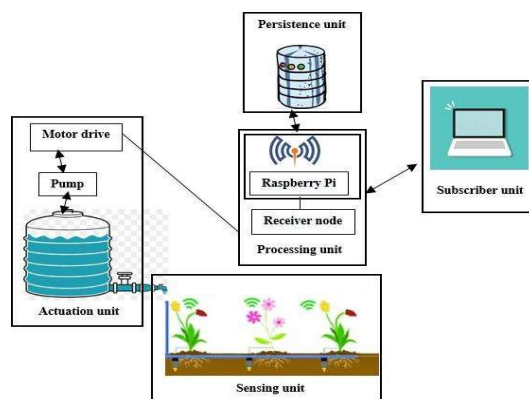 Persistence unit
Motor drive
Pump
Raspberry Pi
Receiver node
Processing unit
Subscriber unit
Actuation unit
Sensing unit